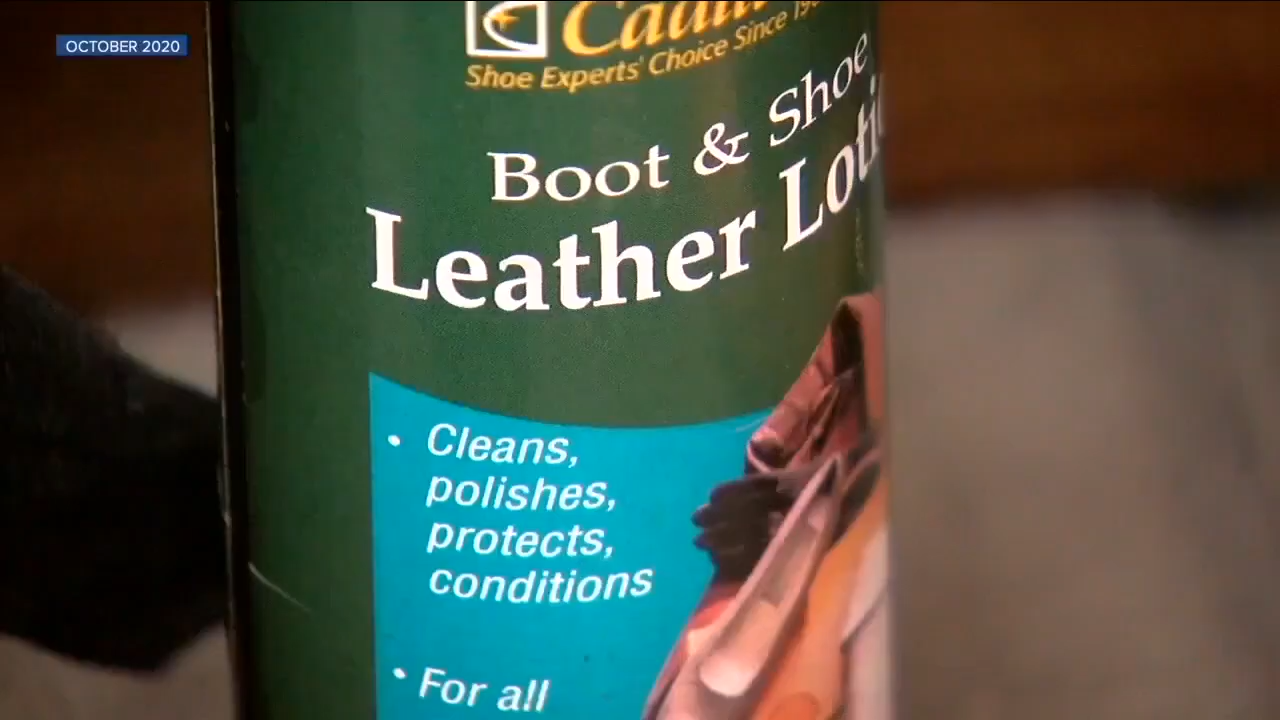 OCTOBER 2020
Shoe Experts' Choice Since
Boot & Shoe
Leather
Cleans,
polishes,
protects,
conditions
For all